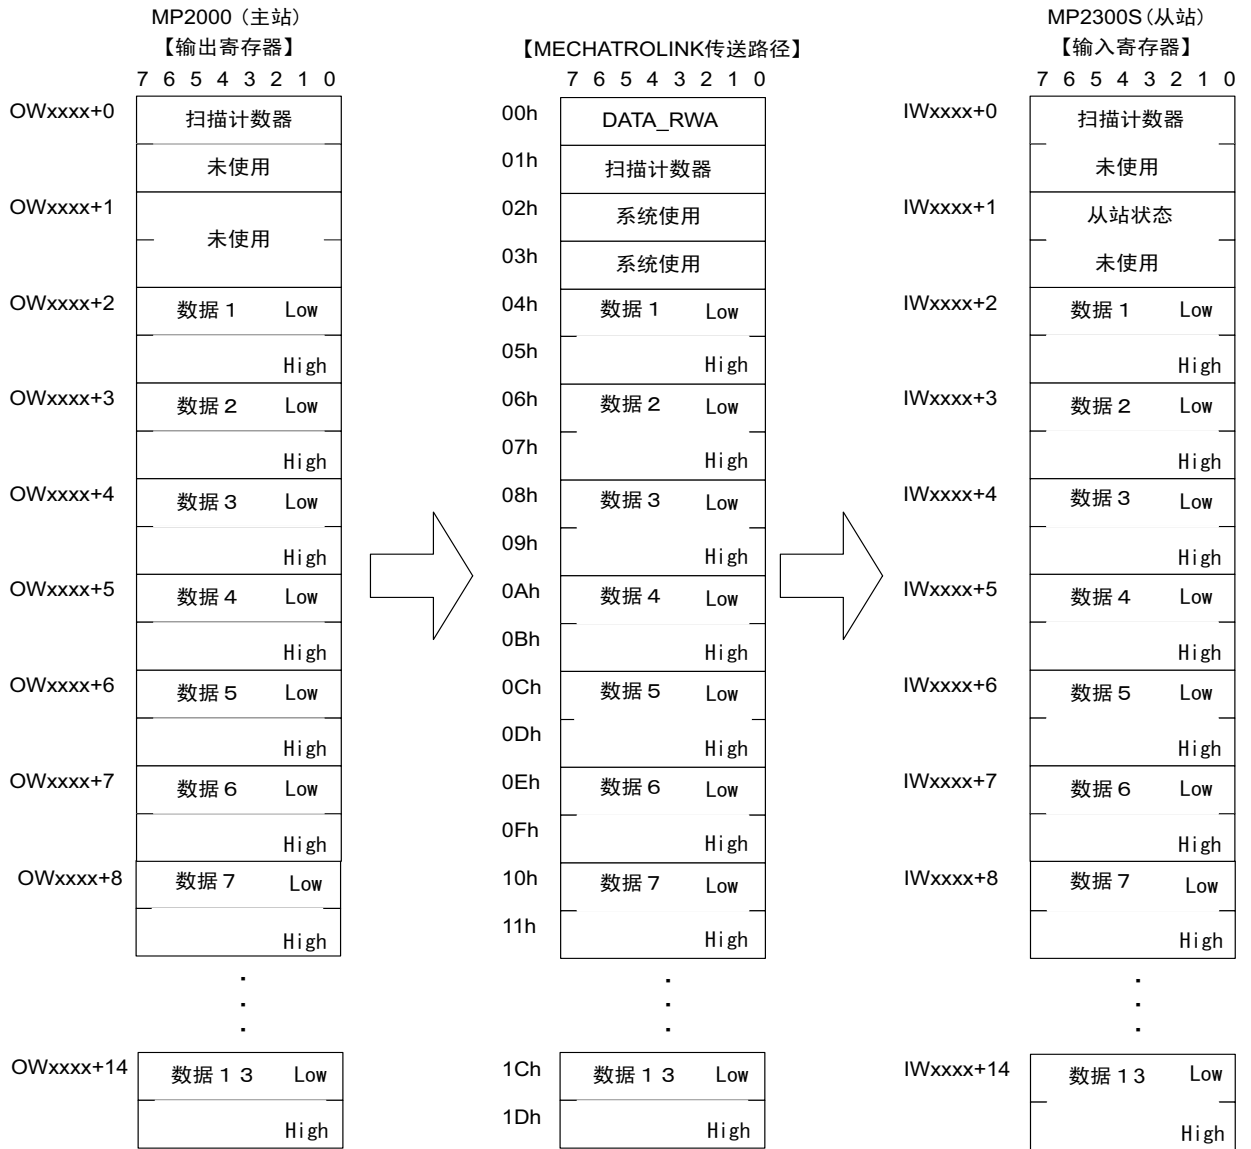 MP2000（主站） MP2300S（从站）
【输出寄存器】 【MECHATROLINK传送路径】 【输入寄存器】
7 6 5 4 3 2 1 0 7 6 5 4 3 2 1 0 7 6 5 4 3 2 1 0
OWxxxx+0 扫描计数器 00h DATA_RWA IWxxxx+0 扫描计数器
未使用 01h 扫描计数器 未使用
OWxxxx+1 未使用 02h 系统使用 IWxxxx+1 从站状态
03h 系统使用 未使用
OWxxxx+2 数据1 Low 04h 数据1 Low IWxxxx+2 数据1 Low
High 05h High High
OWxxxx+3 数据2 Low 06h 数据2 Low IWxxxx+3 数据2 Low
High 07h High High
OWxxxx+4 数据3 Low 08h 数据3 Low IWxxxx+4 数据3 Low
High 09h High High
OWxxxx+5 数据4 Low 0Ah 数据4 Low IWxxxx+5 数据4 Low
High 0Bh High High
OWxxxx+6 数据5 Low 0Ch 数据5 Low IWxxxx+6 数据5 Low
High 0Dh High High
OWxxxx+7 数据6 Low 0Eh 数据6 Low IWxxxx+7 数据6 Low
High 0Fh High High
OWxxxx+8 数据7 Low 10h 数据7 Low IWxxxx+8 数据7 Low
High 11h High High
OWxxxx+14 数据13 Low 1Ch 数据13 Low IWxxxx+14 数据13 Low
High 1Dh High High